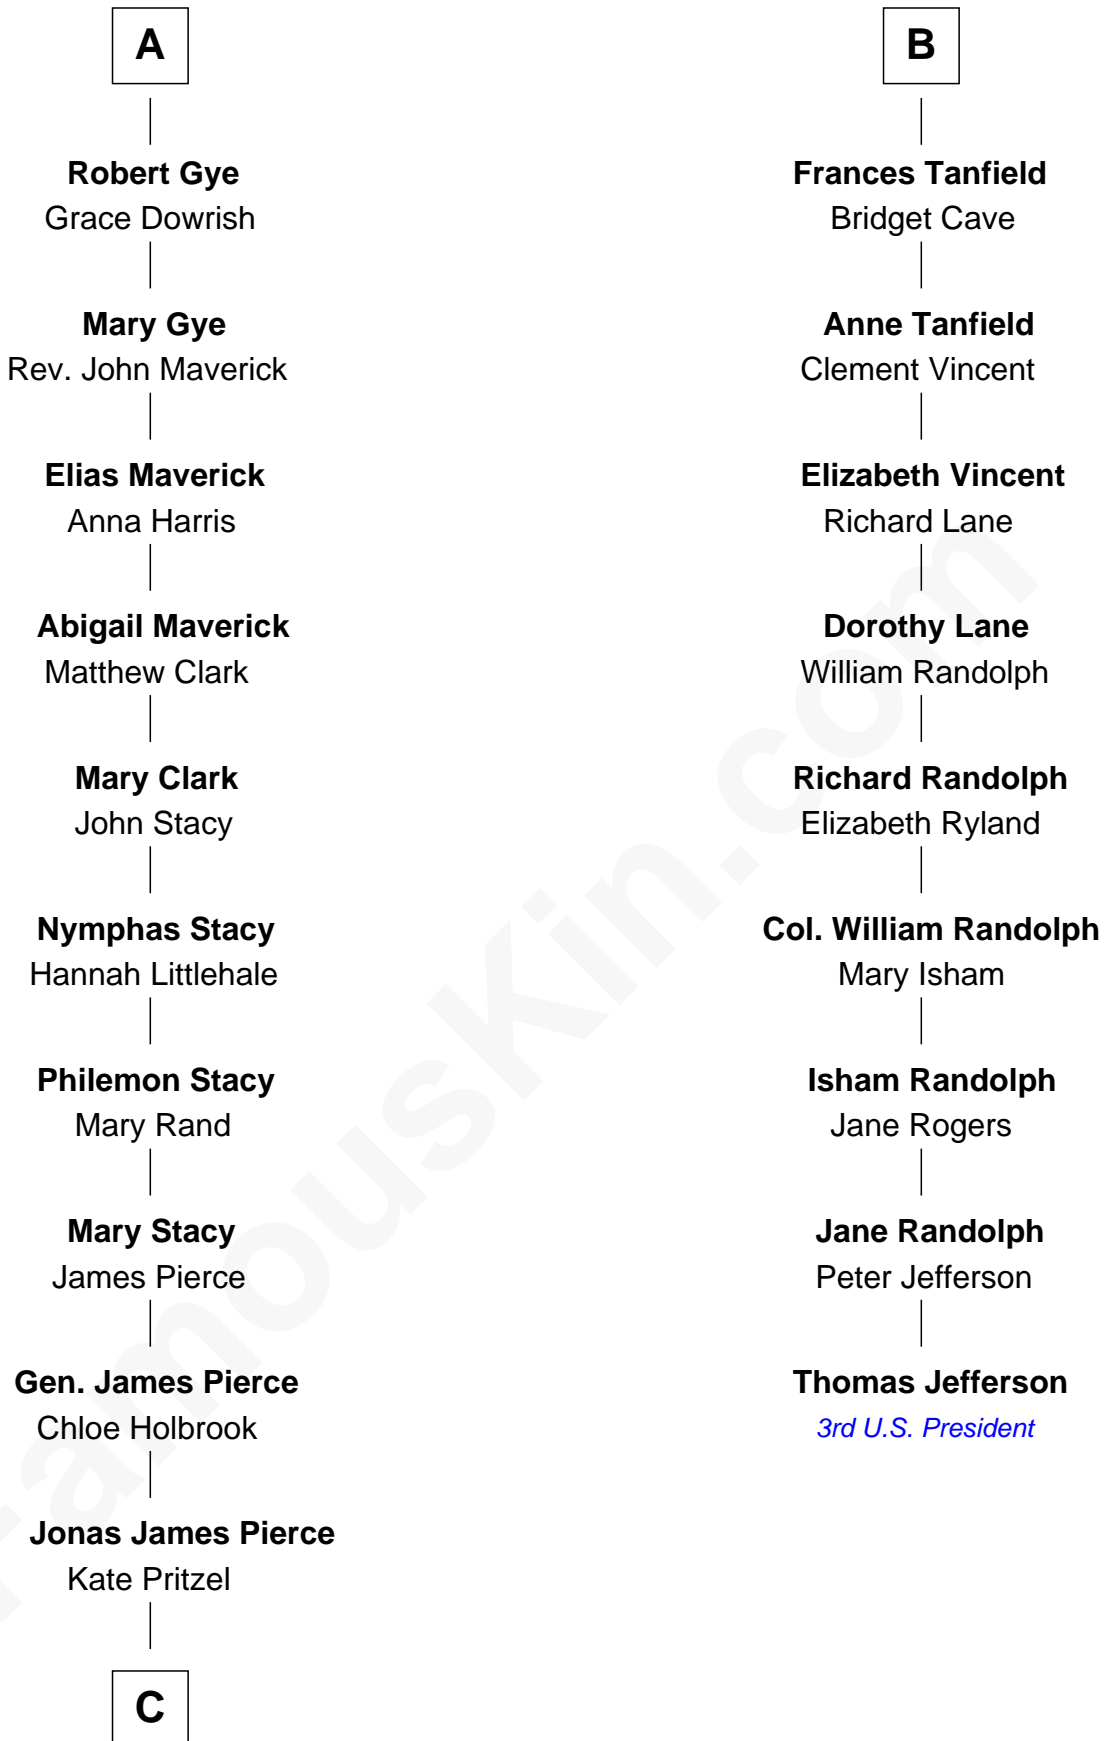 A
Robert Gye
Grace Dowrish
Mary Gye
Rev. John Maverick
Elias Maverick
Anna Harris
Abigail Maverick
Matthew Clark
Mary Clark
John Stacy
Nymphas Stacy
Hannah Littlehale
Philemon Stacy
Mary Rand
Mary Stacy
James Pierce
Gen. James Pierce
Chloe Holbrook
Jonas James Pierce
Kate Pritzel
C
B
Frances Tanfield
Bridget Cave
Anne Tanfield
Clement Vincent
Elizabeth Vincent
Richard Lane
Dorothy Lane
William Randolph
Richard Randolph
Elizabeth Ryland
Col. William Randolph
Mary Isham
Isham Randolph
Jane Rogers
Jane Randolph
Peter Jefferson
Thomas Jefferson
3rd U.S. President
FamousKin.com